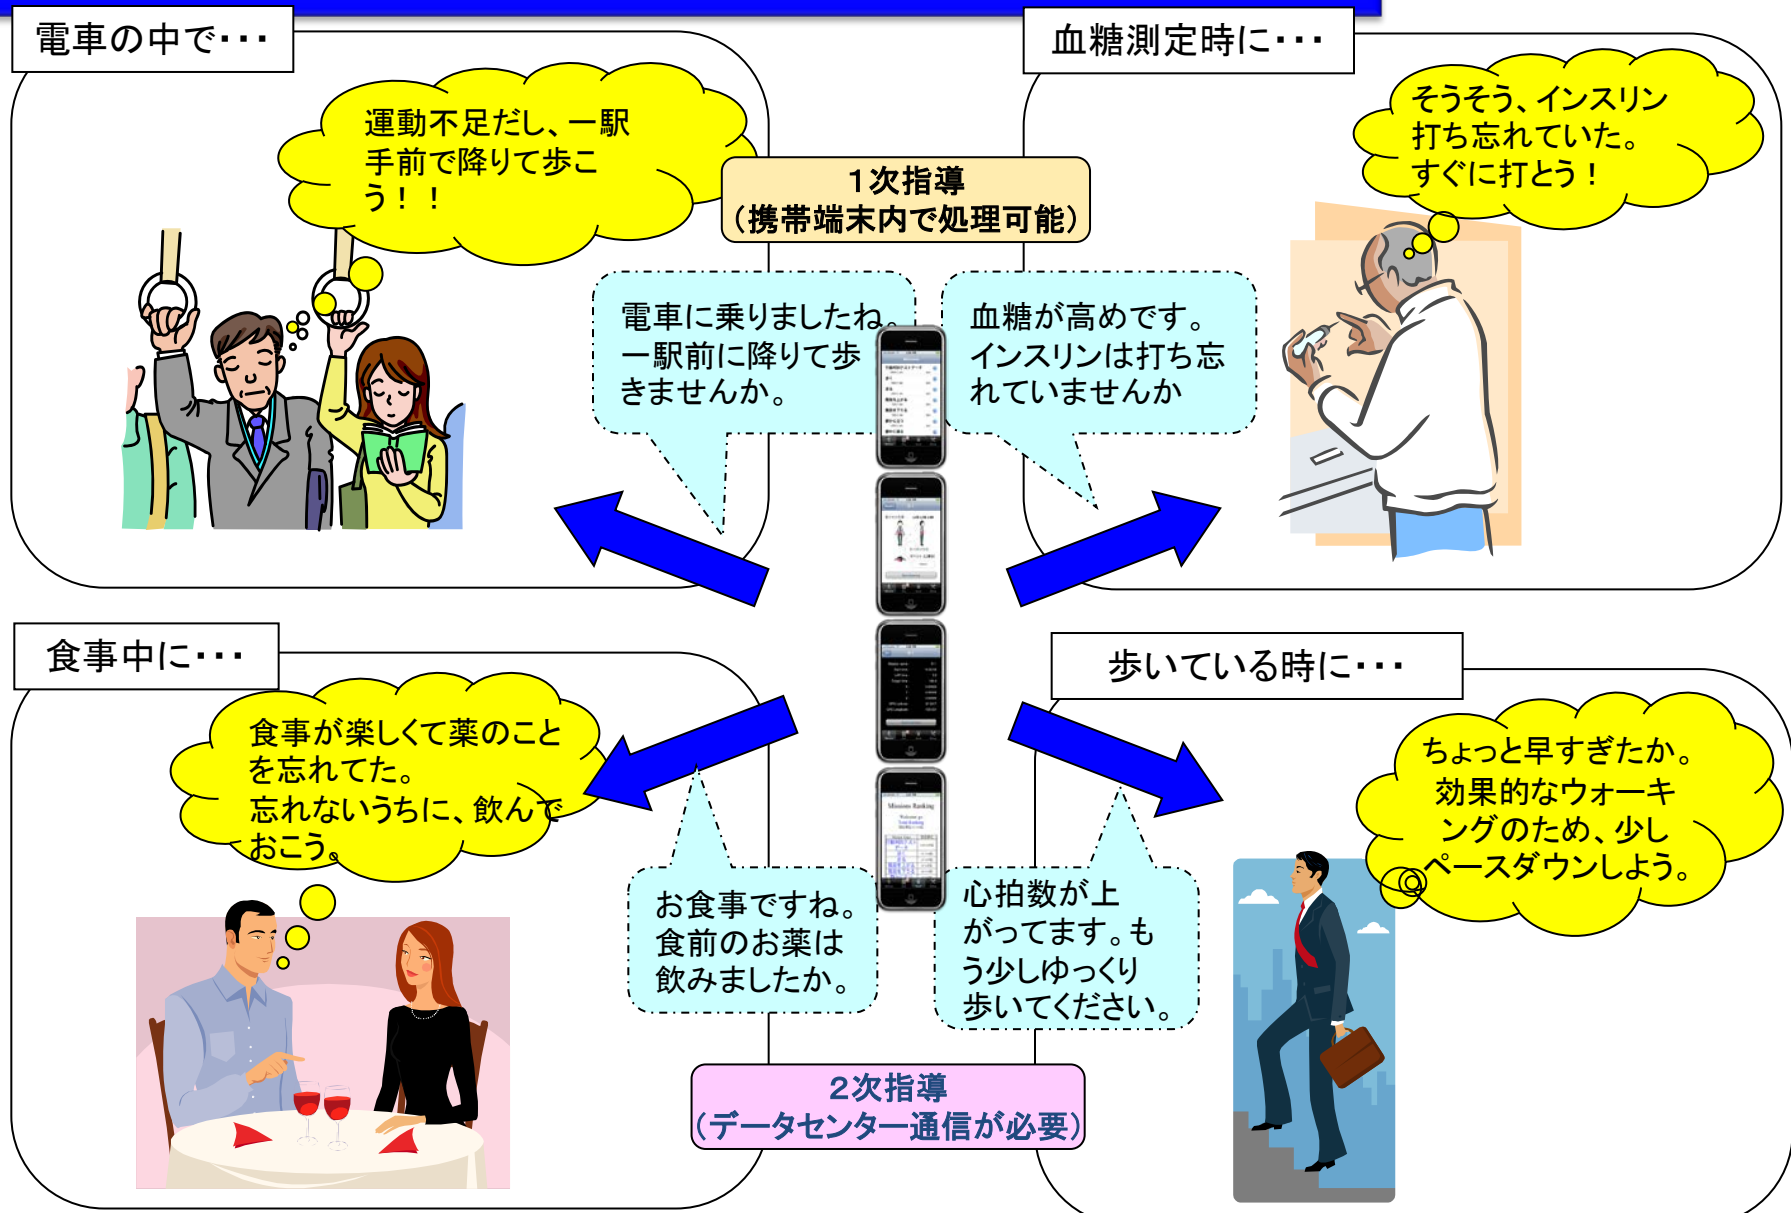 電車の中で・・・
運動不足だし、一駅
手前で降りて歩こ
う！！
血糖測定時に・・・
そうそう、インスリン
打ち忘れていた。
すぐに打とう！
１次指導
（携帯端末内で処理可能）
電車に乗りましたね。
一駅前に降りて歩
きませんか。
血糖が高めです。
インスリンは打ち忘
れていませんか
食事中に・・・
食事が楽しくて薬のこと
を忘れてた。
忘れないうちに、飲んで
おこう。
お食事ですね。
食前のお薬は
飲みましたか。
歩いている時に・・・
ちょっと早すぎたか。
効果的なウォーキ
ングのため、少し
ペースダウンしよう。
心拍数が上
がってます。も
う少しゆっくり
歩いてください。
Missions Ranking
２次指導
（データセンター通信が必要）